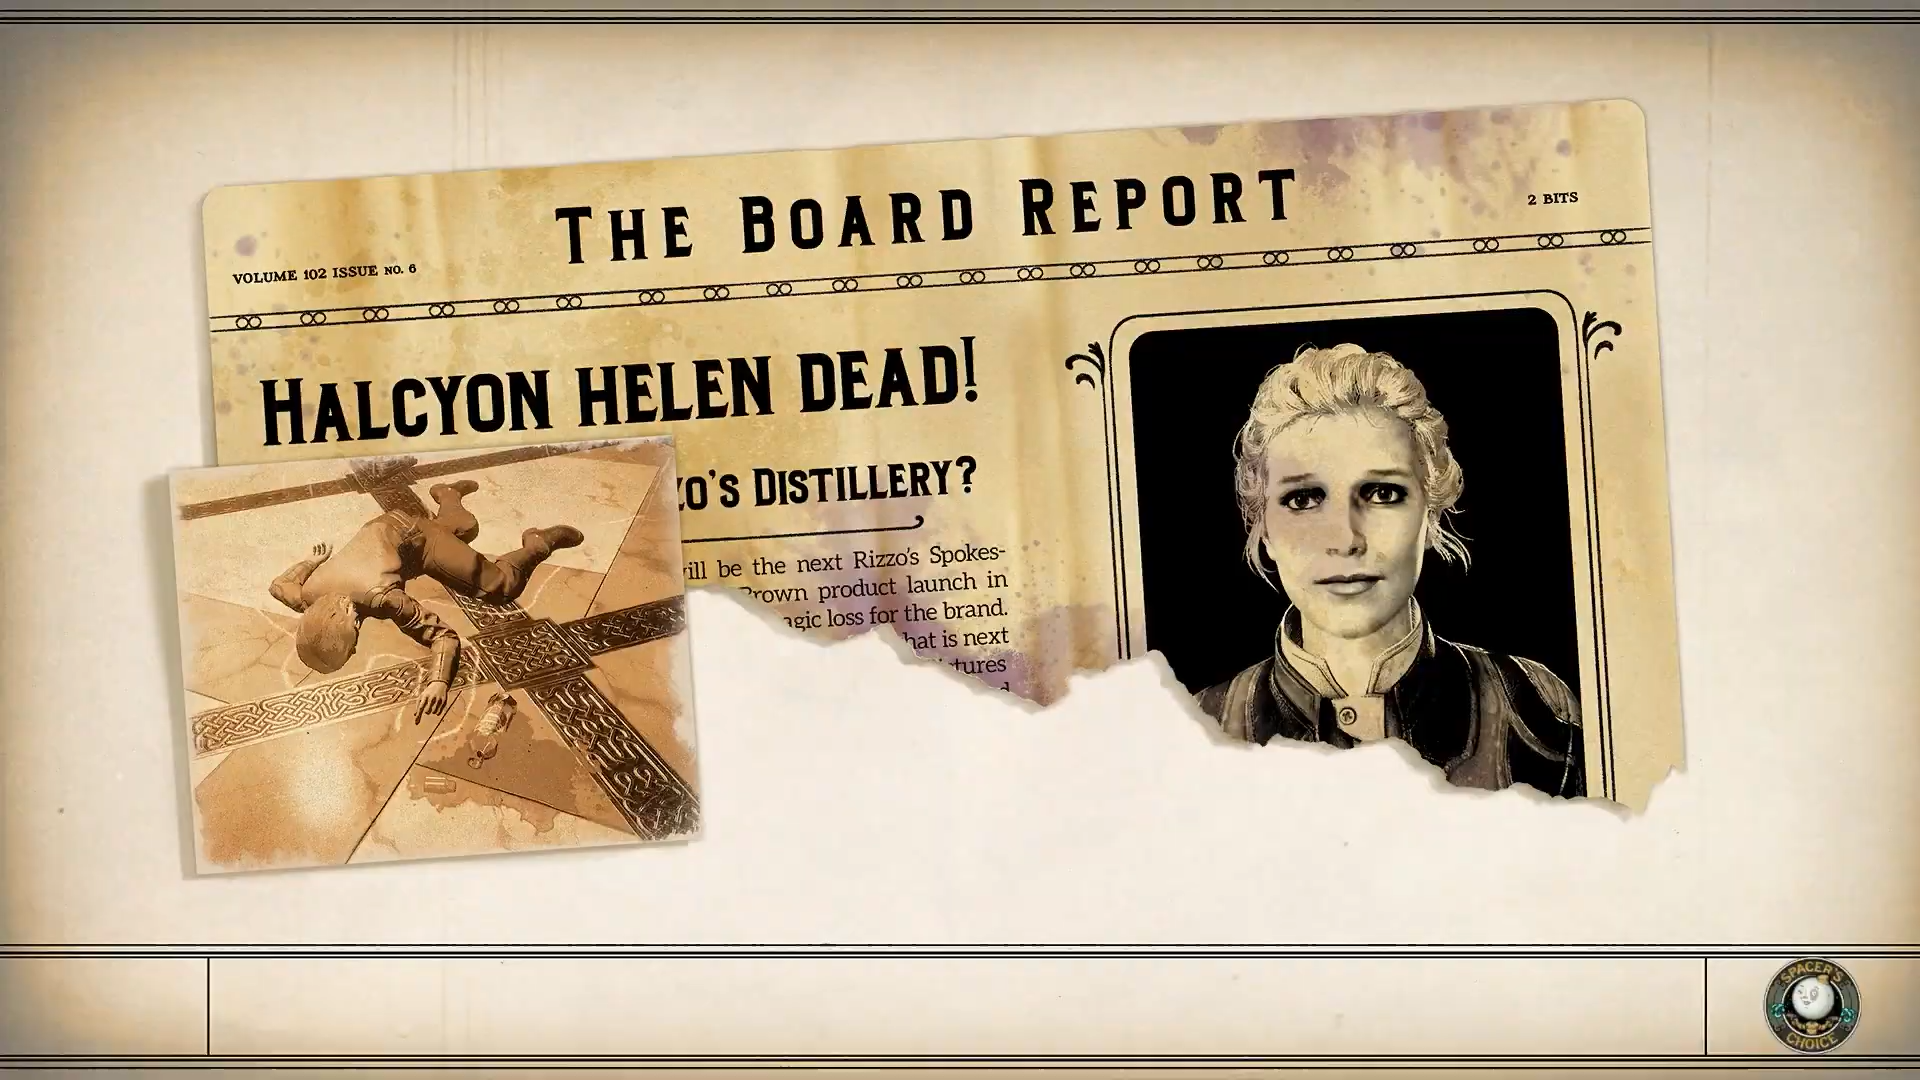 THE BOARD REPORT
2 BITS
VOLUME 102 ISSUE NO. 6
HALCYON HELEN DEAD!
ZO'S DISTILLERY?
will be the next Rizzo's Spokes-
Brown product launch in
agic loss for the brand.
hat is next
tures
d
SPACER'S
CHOICE